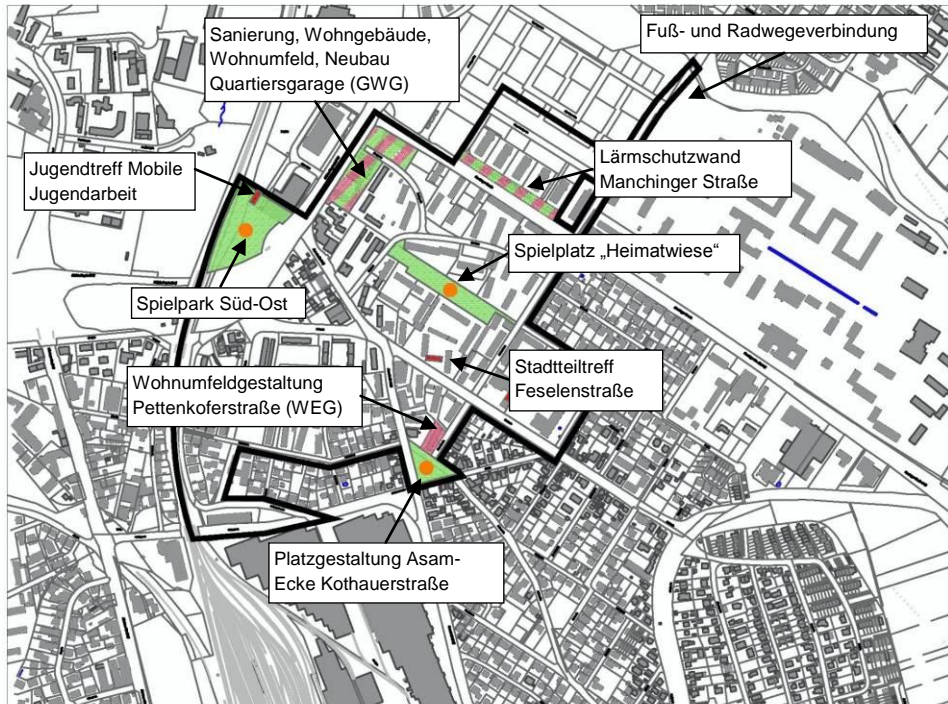 Sanierung, Wohngebäude,
Wohnumfeld, Neubau
Quartiersgarage (GWG)
Fuß- und Radwegeverbindung
Jugendtreff Mobile
Jugendarbeit
Lärmschutzwand
Manchinger Straße
Spielplatz „Heimatwiese“
Spielpark Süd-Ost
Stadtteiltreff
Feselenstraße
Wohnumfeldgestaltung
Pettenkoferstraße (WEG)
Platzgestaltung Asam-
Ecke Kothauerstraße